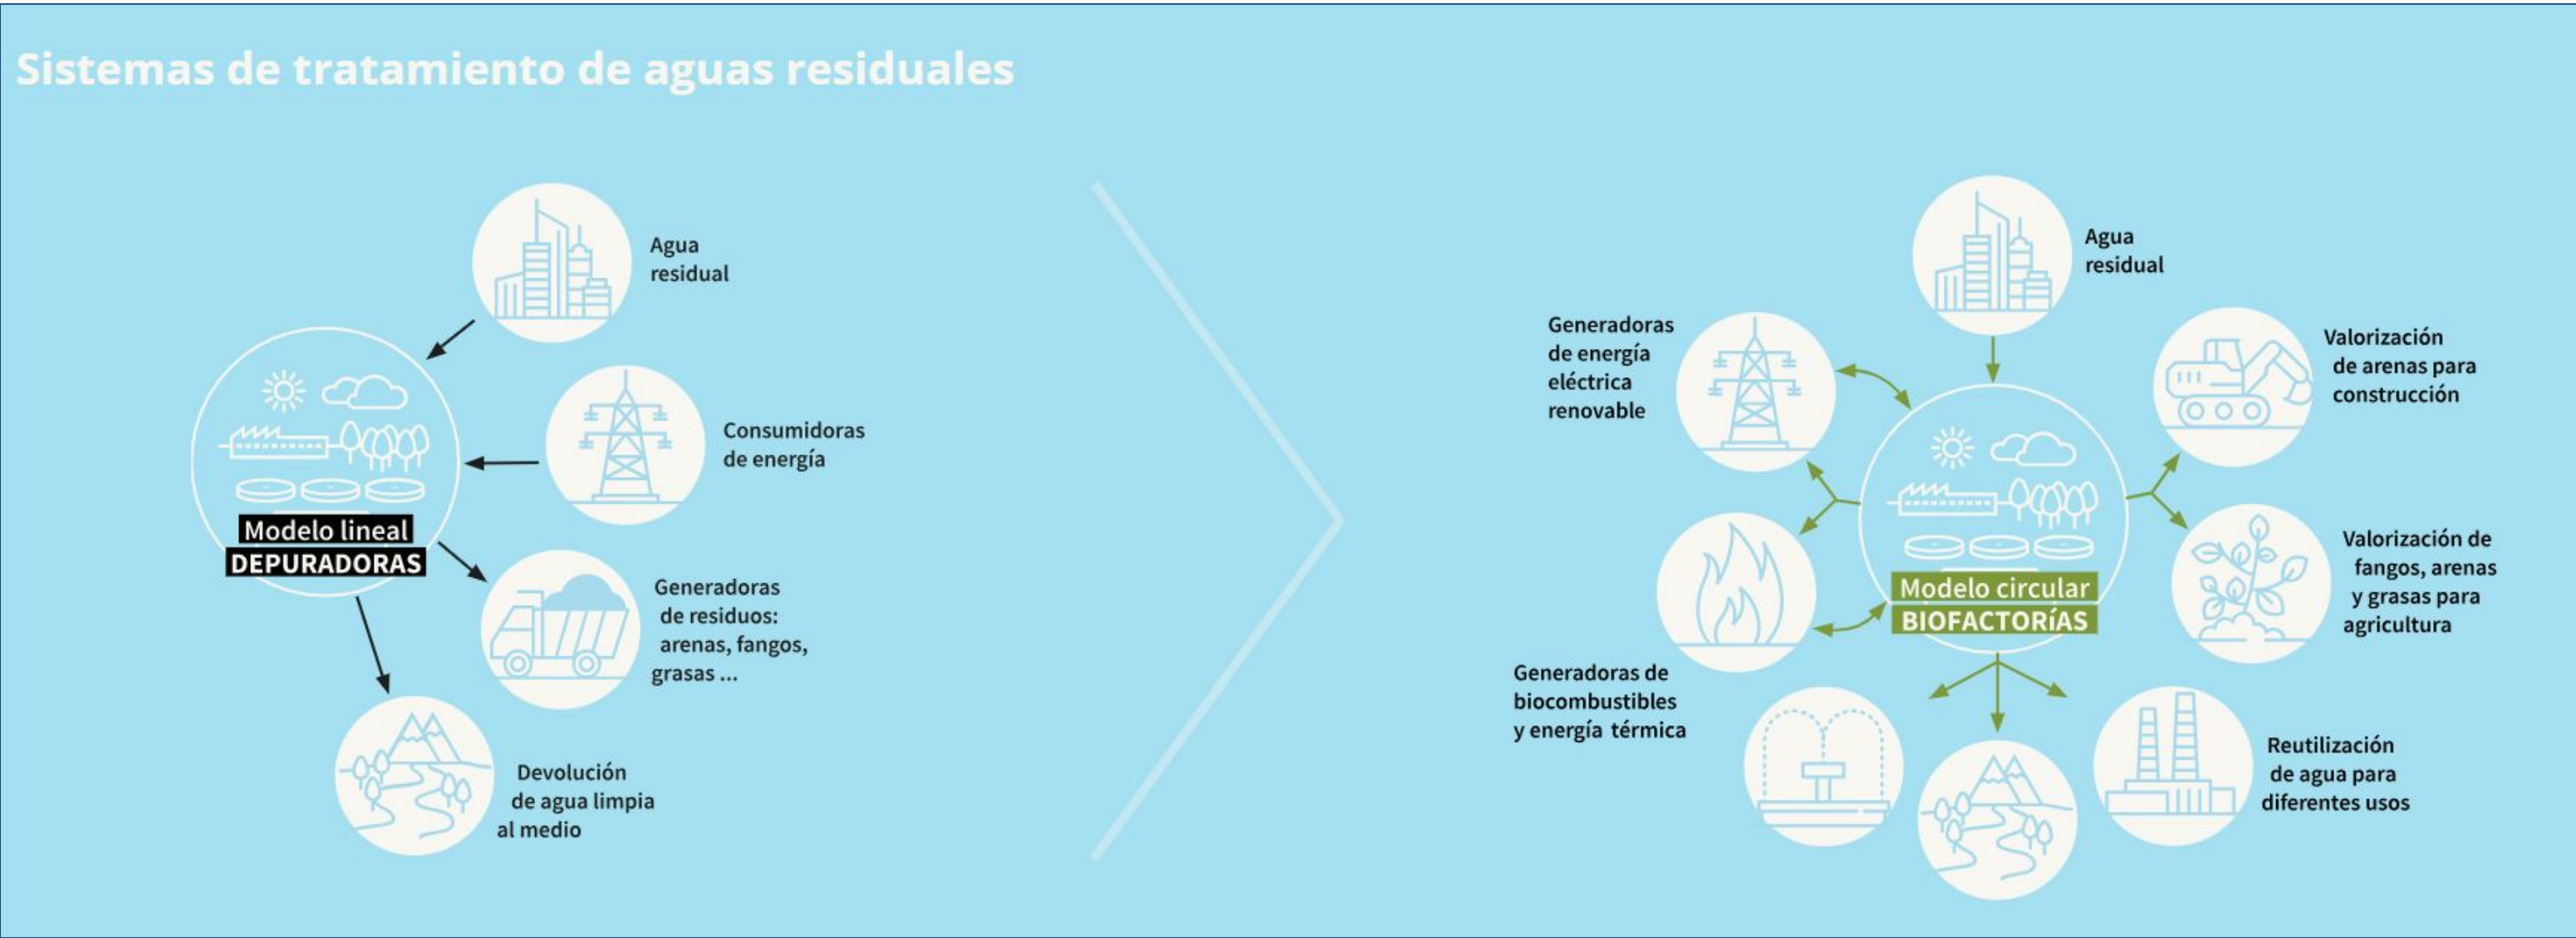 Sistemas de tratamiento de aguas residuales
Agua
residual
Consumidoras
de energía
Modelo lineal
DEPURADORAS
Generadoras
de residuos:
arenas, fangos,
grasas ...
Devolución
de agua limpia
al medio
Agua
residual
Generadoras
de energía
eléctrica
renovable
Valorización
de arenas para
construcción
Modelo circular
BIOFACTORíAS
Valorización de
fangos, arenas
y grasas para
agricultura
Generadoras de
biocombustibles
y energía térmica
Reutilización
de agua para
diferentes usos